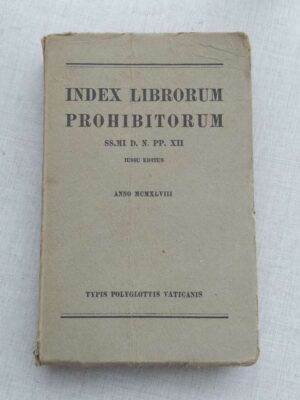 INDEX LIBRORUM
PROHIBITORUM
SS.MI D. N. PP. XII
IUSSU EDITUS
ANNO MCMXLVIII
TYPIS POLYGLOTTIS VATICANIS